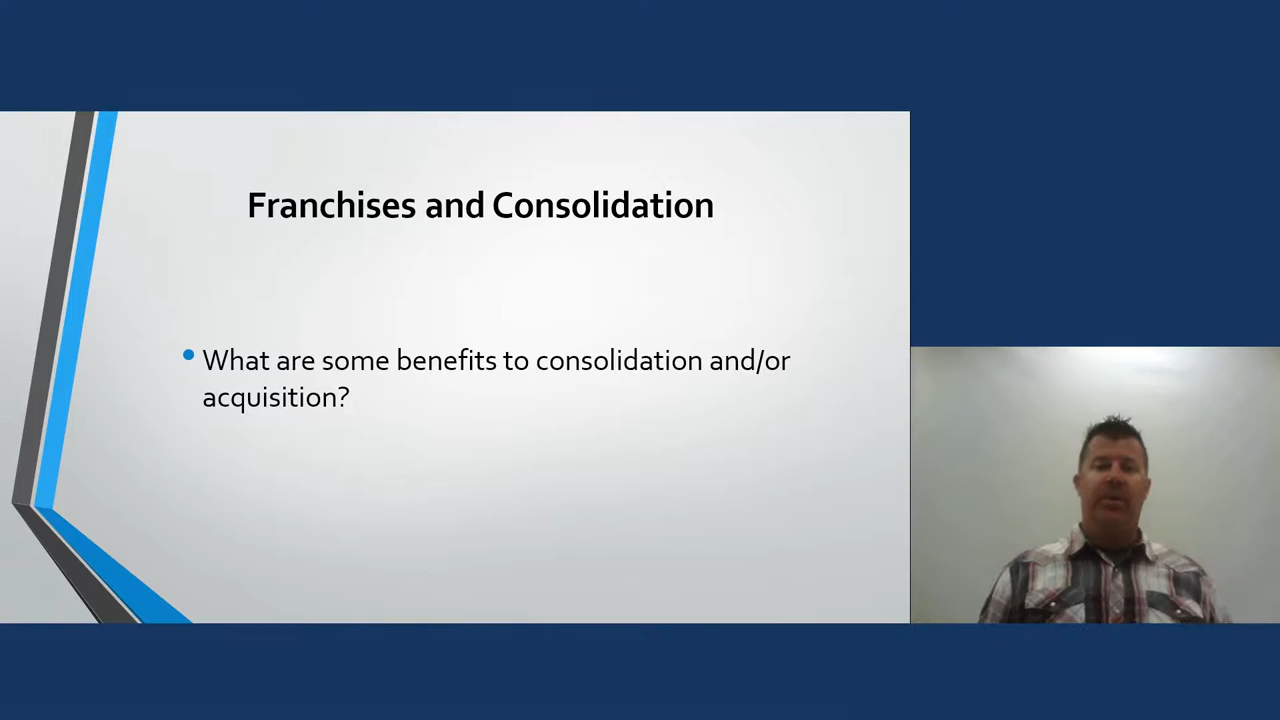 Franchises and Consolidation
What are some benefits to consolidation and/or
acquisition?